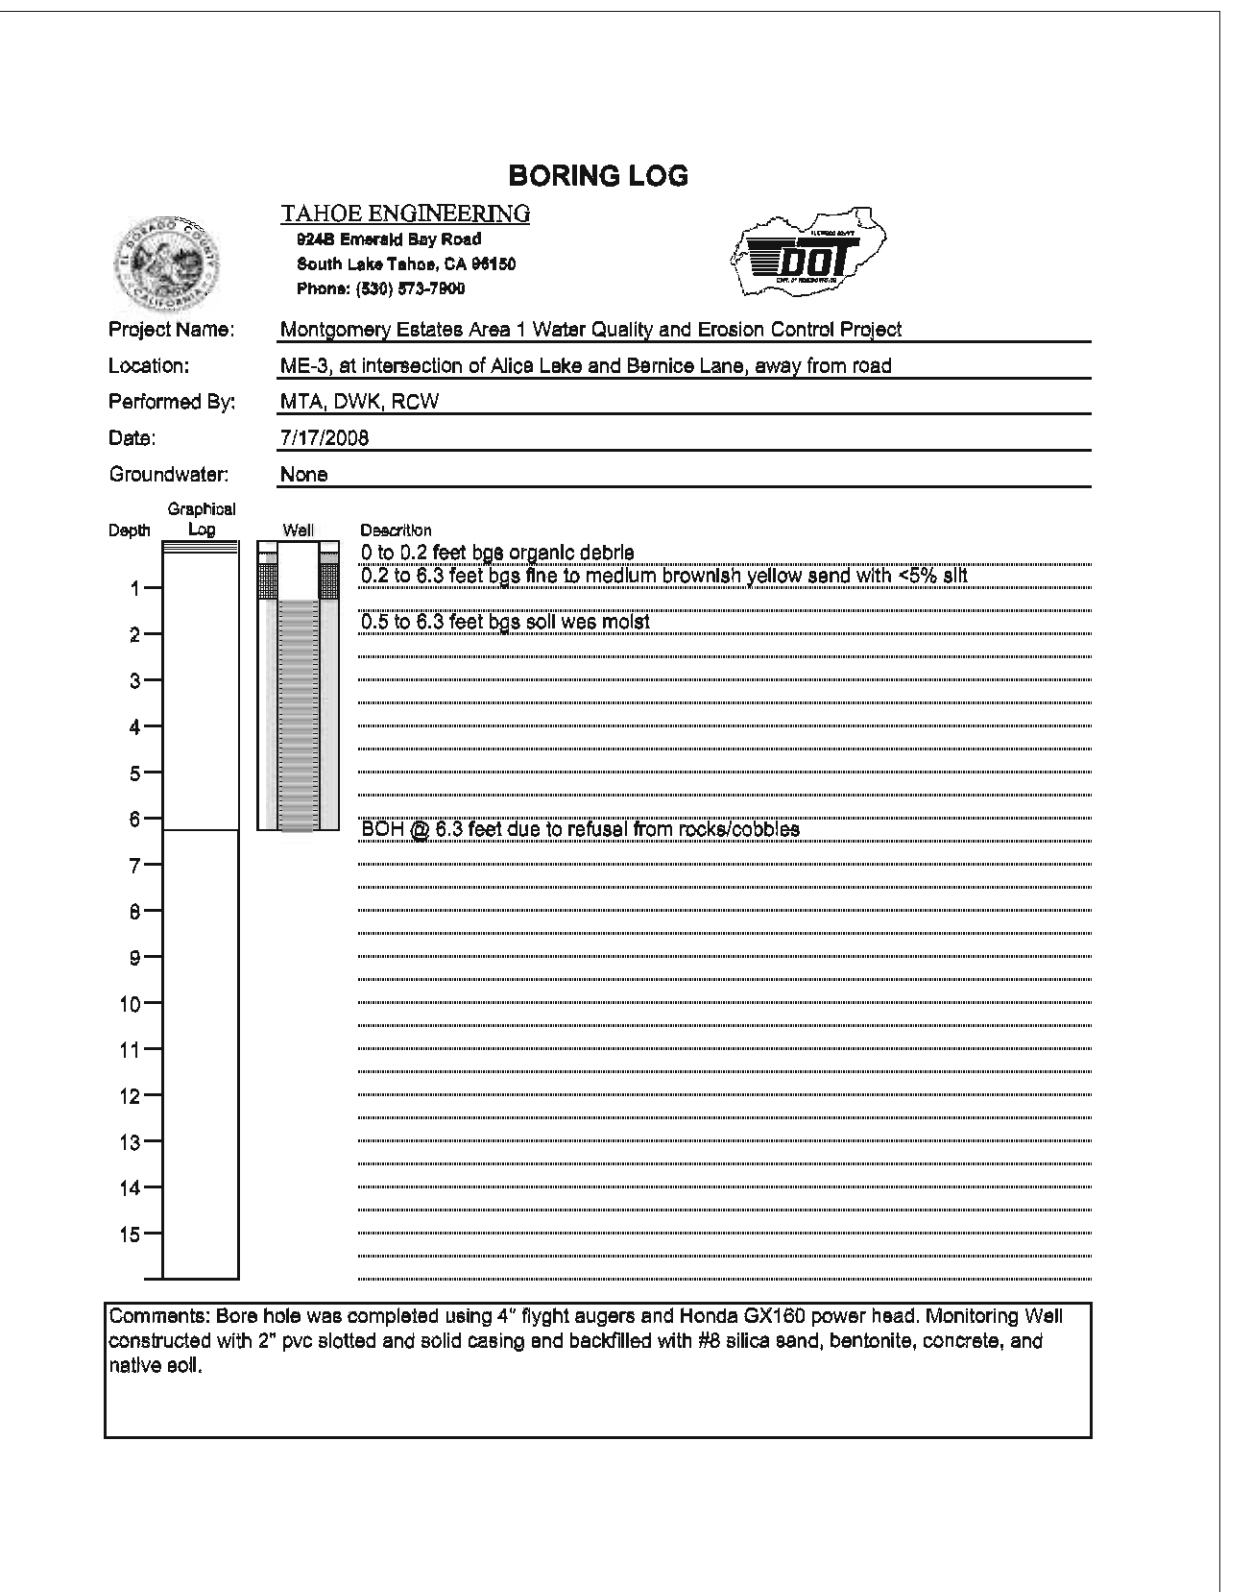 BORING LOG
TAHOE ENGINEERING
924B Emerald Bay Road
South Lake Tahoe, CA 96150
Phone: (530) 573-7900
EL DORADO COUNTY
CALIFORNIA
DOT
Project Name: Montgomery Estates Area 1 Water Quality and Erosion Control Project
Location: ME-3, at intersection of Alice Lake and Bernice Lane, away from road
Performed By: MTA, DWK, RCW
Date: 7/17/2008
Groundwater: None
Graphical
Depth Log Well Descrition
0 to 0.2 feet bgs organic debris
0.2 to 6.3 feet bgs fine to medium brownish yellow sand with <5% silt
1
0.5 to 6.3 feet bgs soil was moist
2
3
4
5
6
BOH @ 6.3 feet due to refusal from rocks/cobbles
7
8
9
10
11
12
13
14
15
Comments: Bore hole was completed using 4" flyght augers and Honda GX160 power head. Monitoring Well
constructed with 2" pvc slotted and solid casing and backfilled with #8 silica sand, bentonite, concrete, and
native soil.